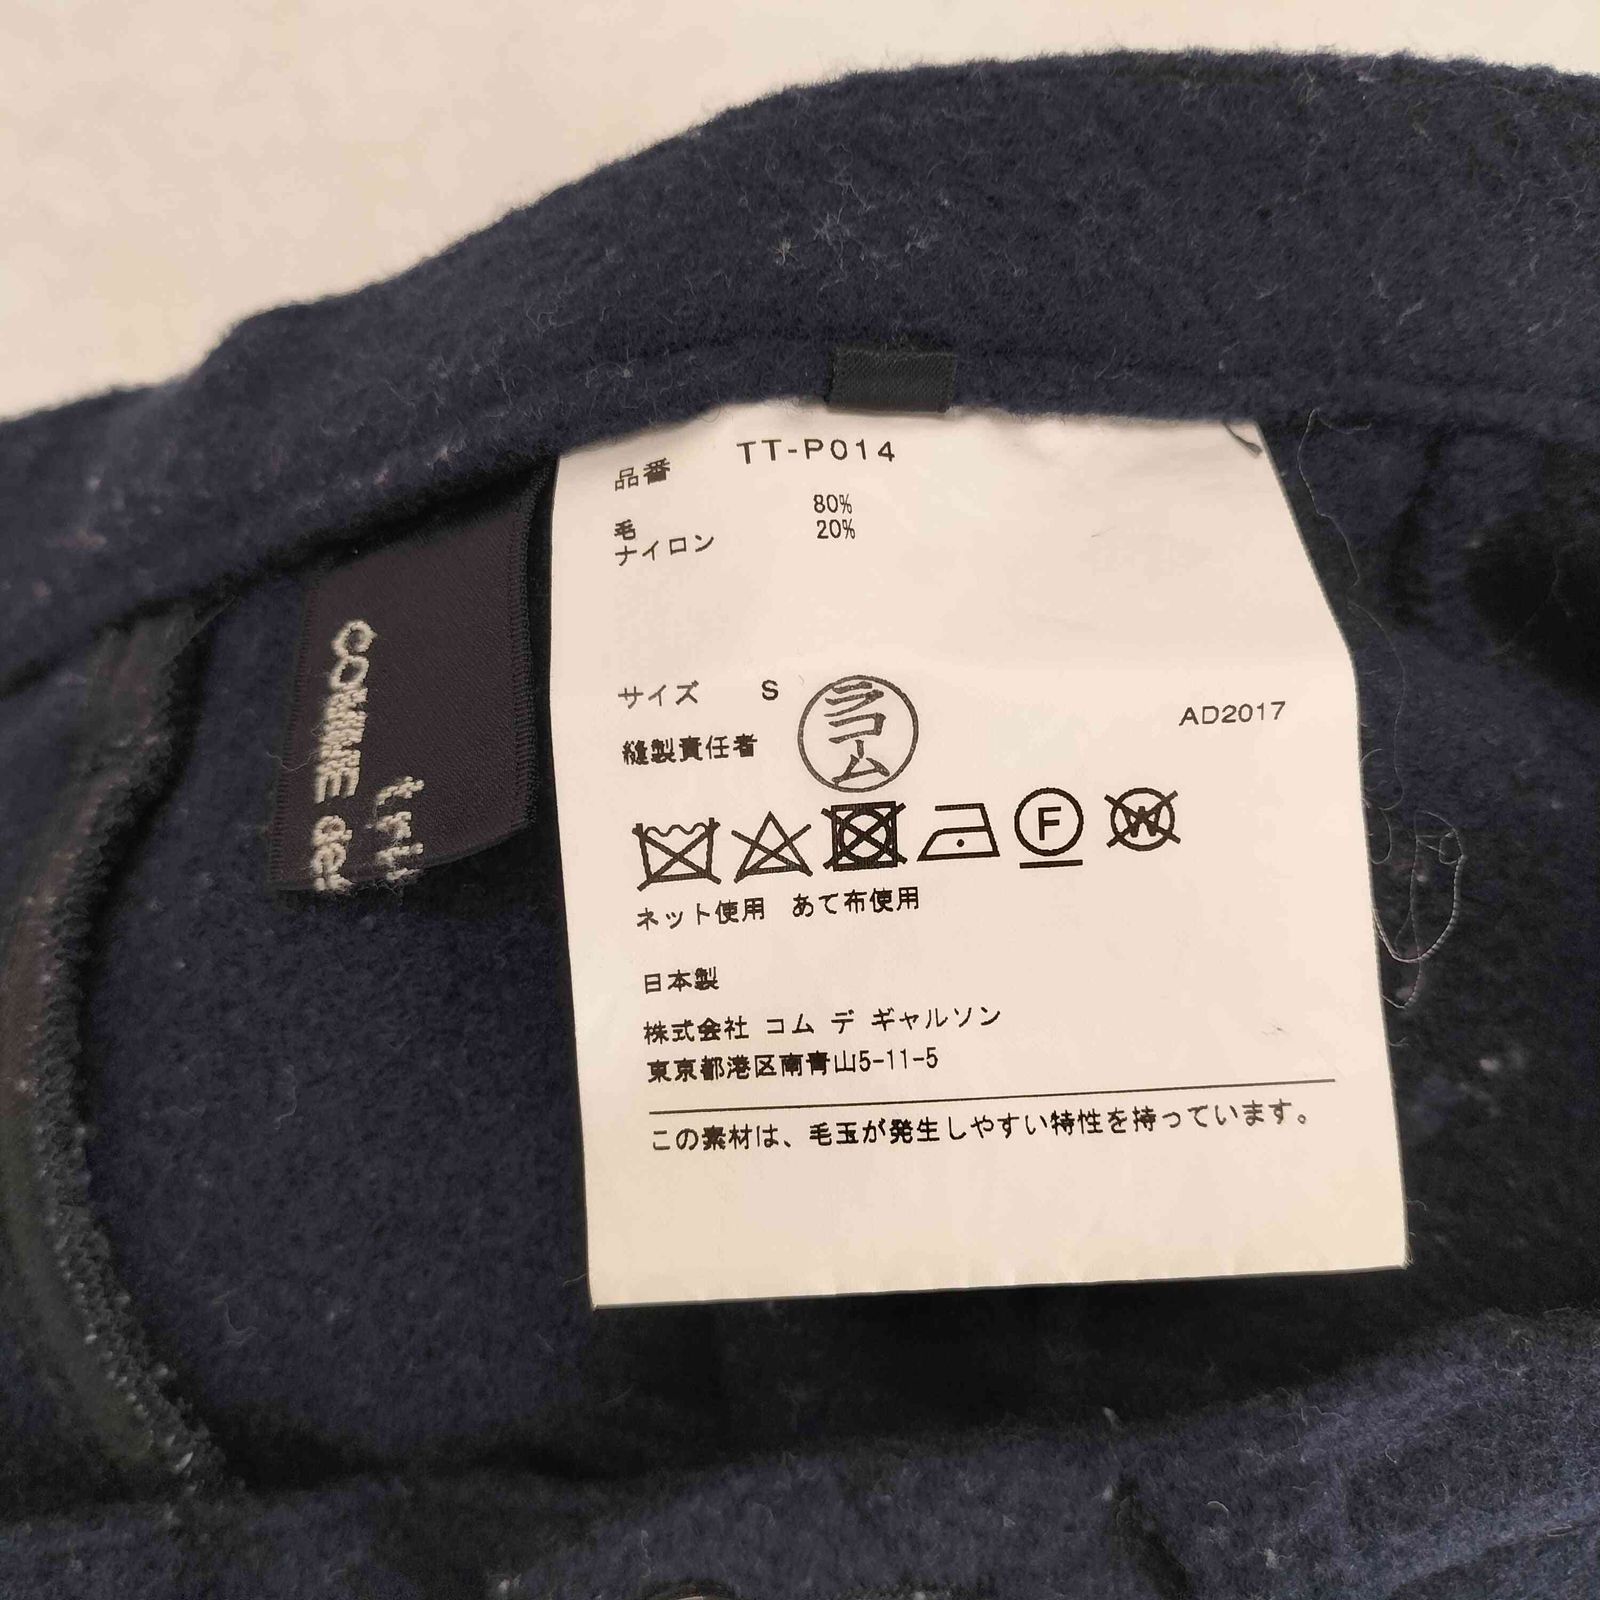 品番 TT-P014
毛 80%
ナイロン 20%
サイズ S
ラコム
AD2017
縫製責任者
F
W
ネット使用 あて布使用
日本製
株式会社 コム デ ギャルソン
東京都港区南青山5-11-5
この素材は、毛玉が発生しやすい特性を持っています。
tri
COMME des